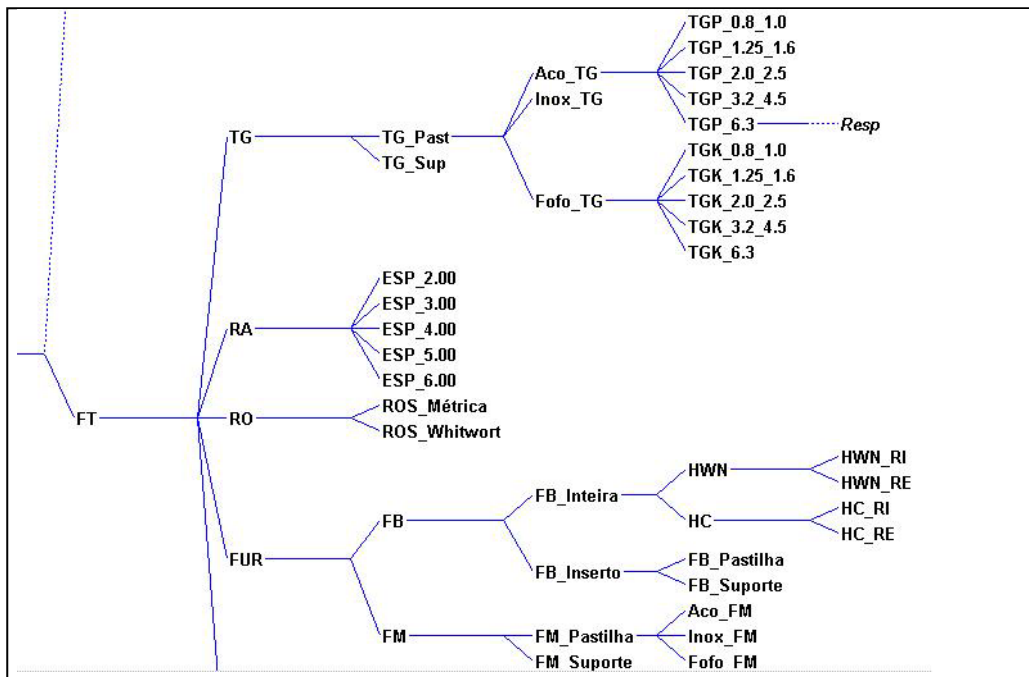 TGP_0.8_1.0
TGP_1.25_1.6
Aco_TG TGP_2.0_2.5
Inox_TG TGP_3.2_4.5
TG TG_Past TGP_6.3 Resp
TG_Sup TGK_0.8_1.0
TGK_1.25_1.6
Fofo_TG TGK_2.0_2.5
TGK_3.2_4.5
TGK_6.3
ESP_2.00
ESP_3.00
RA ESP_4.00
ESP_5.00
ESP_6.00
ROS_Métrica
FT RO
ROS_Whitwort
HWN_RI
HWN
HWN_RE
FB_Inteira
HC_RI
FB HC
HC_RE
FUR FB_Pastilha
FB_Inserto
FB_Suporte
Aco_FM
FM FM_Pastilha Inox_FM
FM_Suporte Fofo_FM